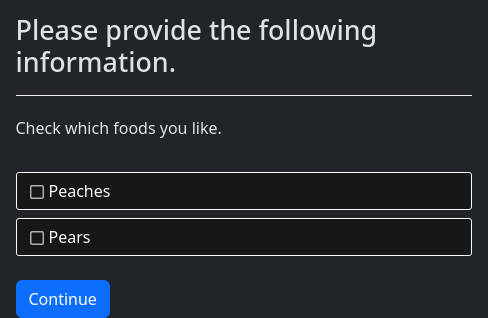 Please provide the following
information.
Check which foods you like.
Peaches
Pears
Continue